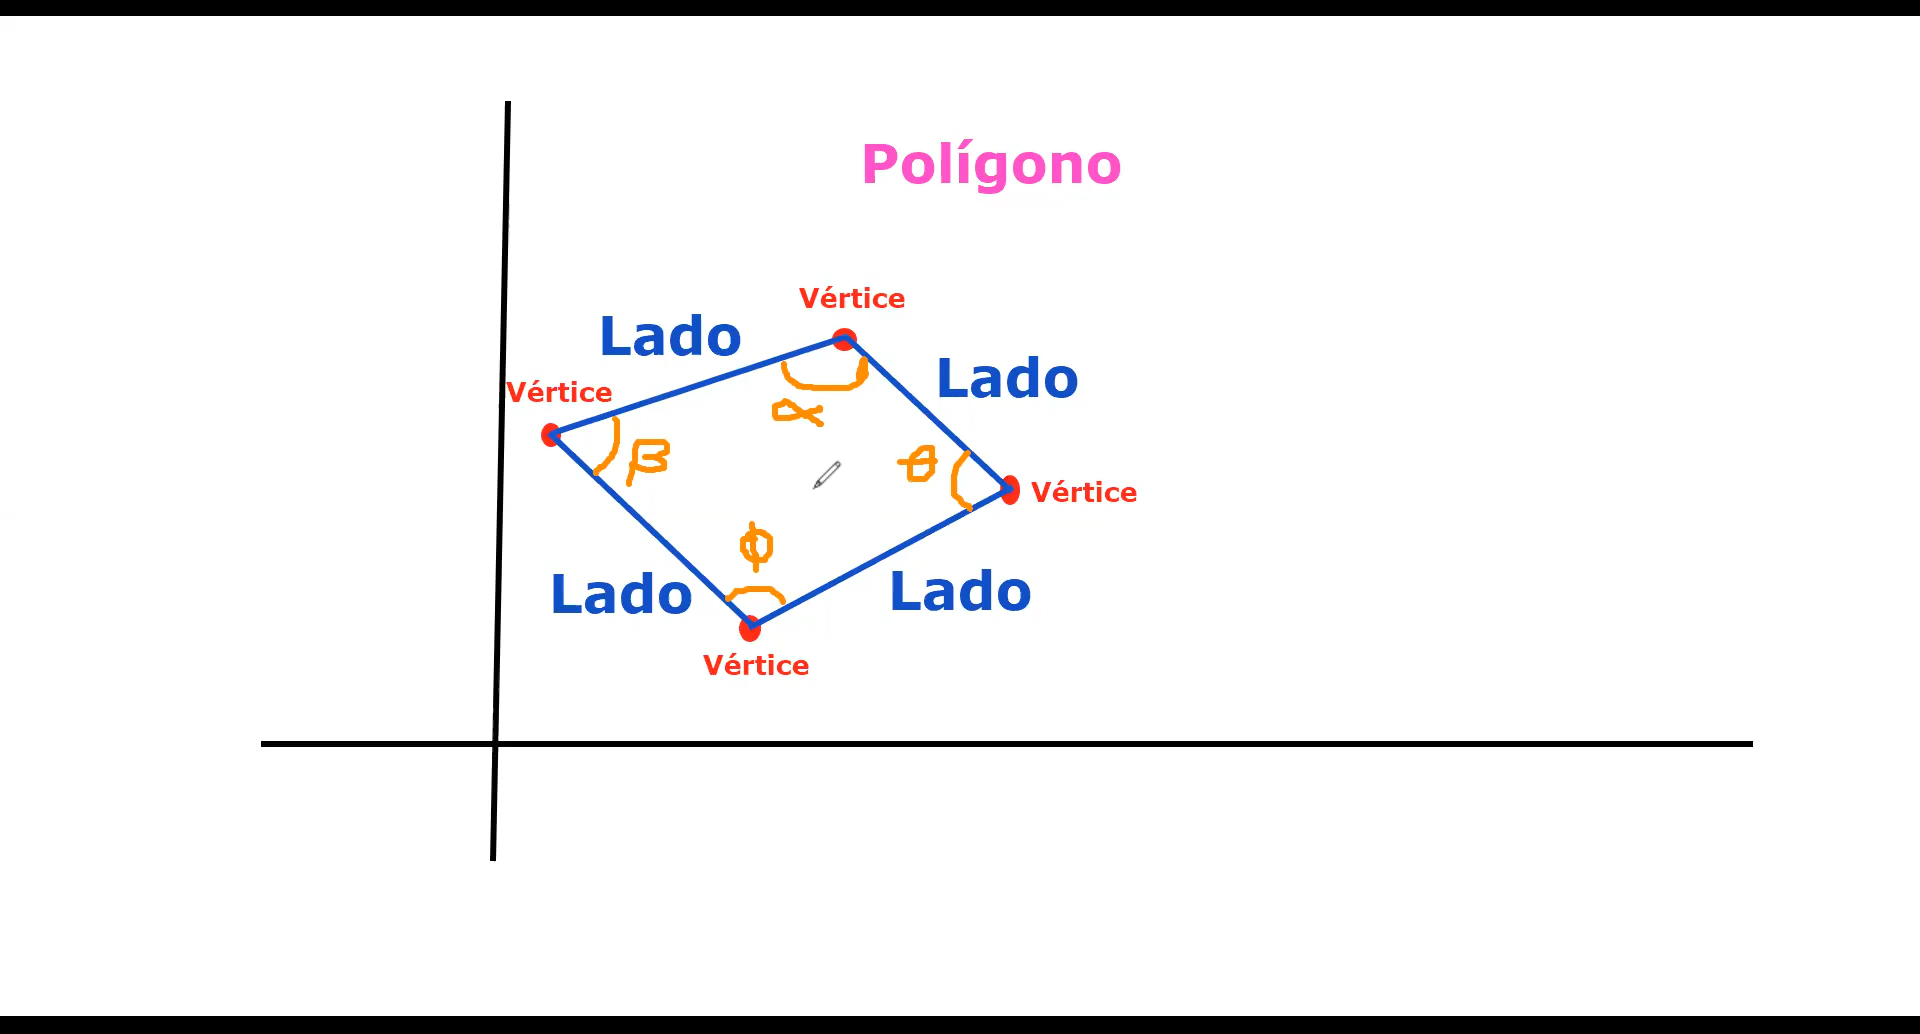 Polígono
Vértice
Lado
Lado
Vértice
α
β
θ
Vértice
φ
Lado
Lado
Vértice